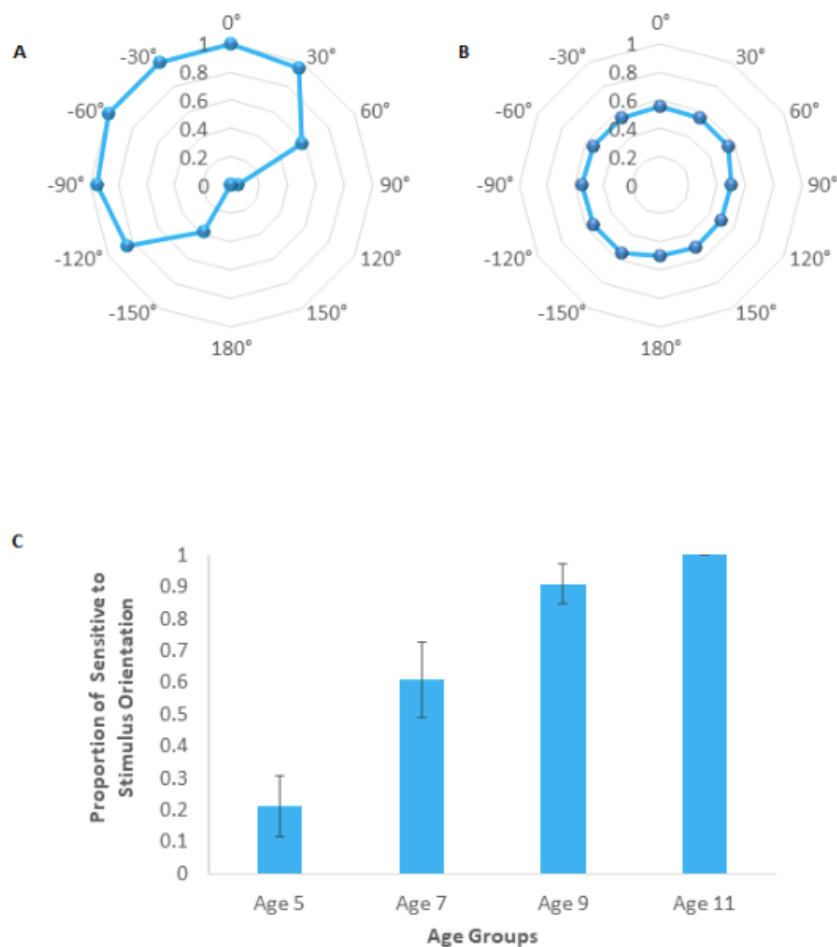 A
0°
-30° 1 30°
0.8
-60° 0.6 60°
0.4
0.2
-90° 0 90°
-120° 120°
-150° 150°
180°
B
0°
-30° 1 30°
0.8
-60° 0.6 60°
0.4
0.2
-90° 0 90°
-120° 120°
-150° 150°
180°
C
Proportion of Sensitive to
Stimulus Orientation
1
0.9
0.8
0.7
0.6
0.5
0.4
0.3
0.2
0.1
0
Age 5 Age 7 Age 9 Age 11
Age Groups